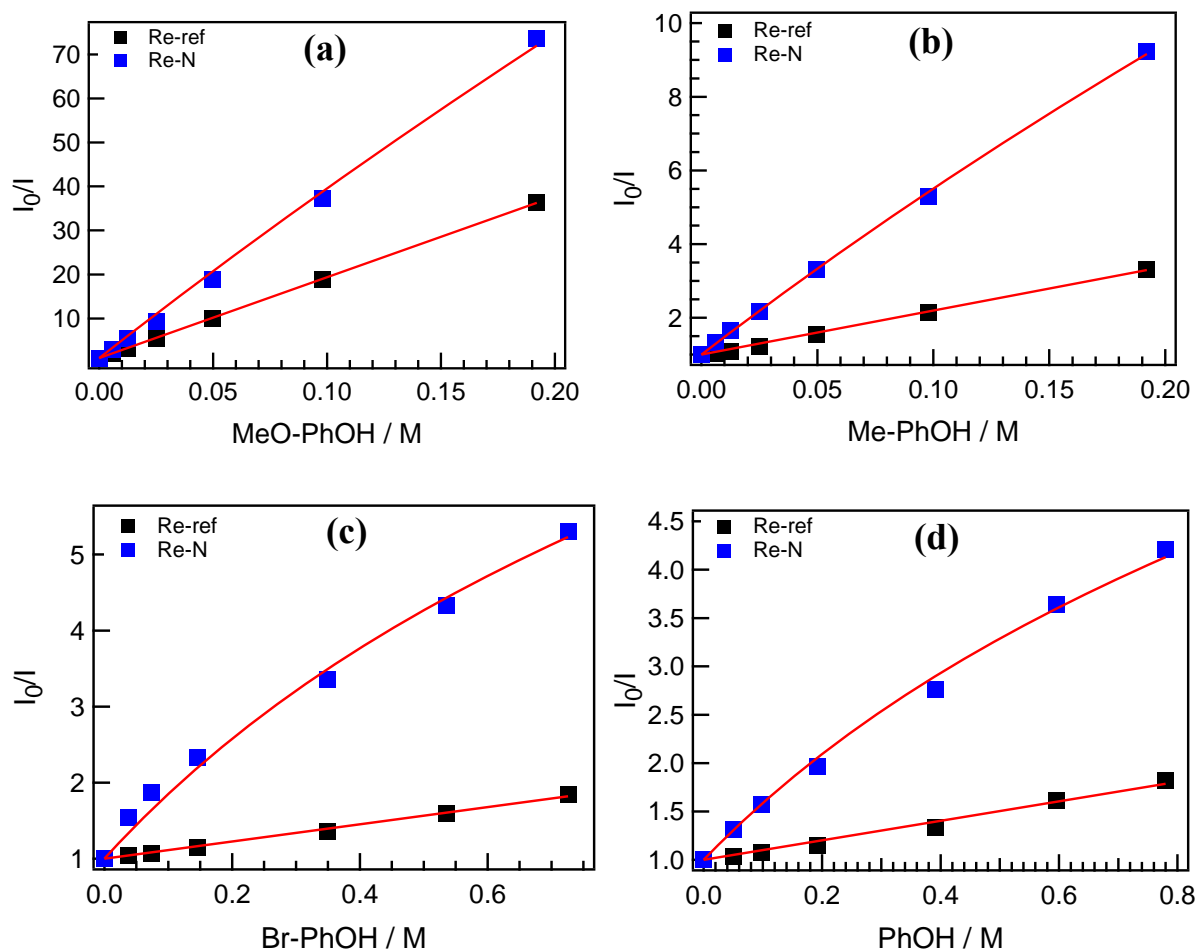 (a)
Re-ref
Re-N
70
60
50
40
30
20
10
I0/I
0.00 0.05 0.10 0.15 0.20
MeO-PhOH / M
(b)
Re-ref
Re-N
10
8
6
4
2
I0/I
0.00 0.05 0.10 0.15 0.20
Me-PhOH / M
(c)
Re-ref
Re-N
5
4
3
2
1
I0/I
0.0 0.2 0.4 0.6
Br-PhOH / M
(d)
Re-ref
Re-N
4.5
4.0
3.5
3.0
2.5
2.0
1.5
1.0
I0/I
0.0 0.2 0.4 0.6 0.8
PhOH / M